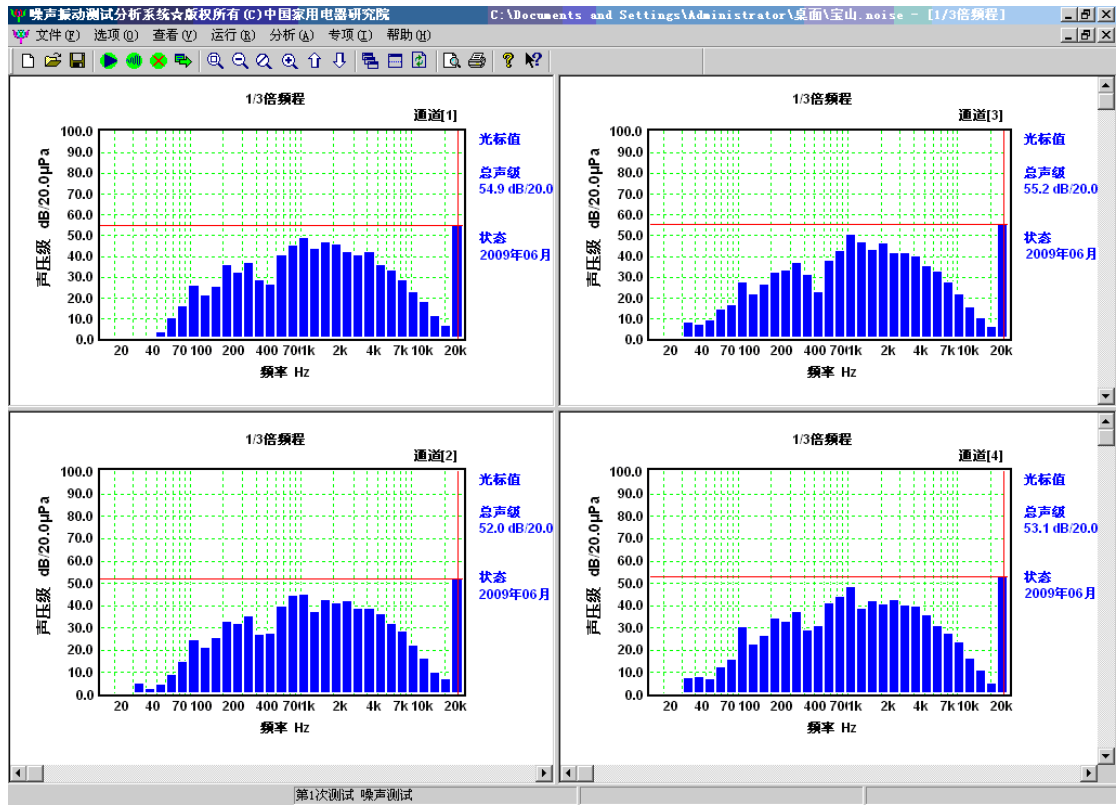 噪声振动测试分析系统☆版权所有(C)中国家用电器研究院 C:\Documents and Settings\Administrator\桌面\宝山.noise - [1/3倍频程]
文件(F) 选项(O) 查看(V) 运行(R) 分析(A) 专项(I) 帮助(H)
1/3倍频程
通道[1]
100.0
90.0
80.0
70.0
60.0
50.0
40.0
30.0
20.0
10.0
0.0
声压级 dB/20.0μPa
20 40 70 100 200 400 700 1k 2k 4k 7k 10k 20k
频率 Hz
光标值
总声级
54.9 dB/20.0
状态
2009年06月
1/3倍频程
通道[3]
100.0
90.0
80.0
70.0
60.0
50.0
40.0
30.0
20.0
10.0
0.0
声压级 dB/20.0μPa
20 40 70 100 200 400 700 1k 2k 4k 7k 10k 20k
频率 Hz
光标值
总声级
55.2 dB/20.0
状态
2009年06月
1/3倍频程
通道[2]
100.0
90.0
80.0
70.0
60.0
50.0
40.0
30.0
20.0
10.0
0.0
声压级 dB/20.0μPa
20 40 70 100 200 400 700 1k 2k 4k 7k 10k 20k
频率 Hz
光标值
总声级
52.0 dB/20.0
状态
2009年06月
1/3倍频程
通道[4]
100.0
90.0
80.0
70.0
60.0
50.0
40.0
30.0
20.0
10.0
0.0
声压级 dB/20.0μPa
20 40 70 100 200 400 700 1k 2k 4k 7k 10k 20k
频率 Hz
光标值
总声级
53.1 dB/20.0
状态
2009年06月
第1次测试 噪声测试